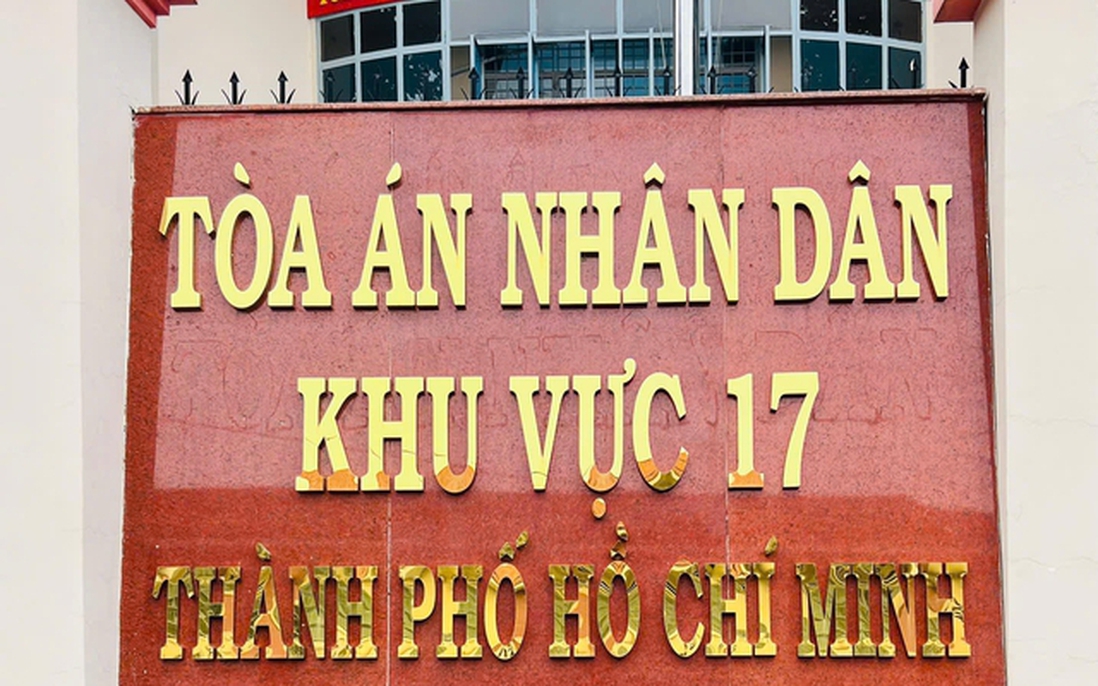 TÒA ÁN NHÂN DÂN
KHU VỰC 17
THÀNH PHỐ HỒ CHÍ MINH